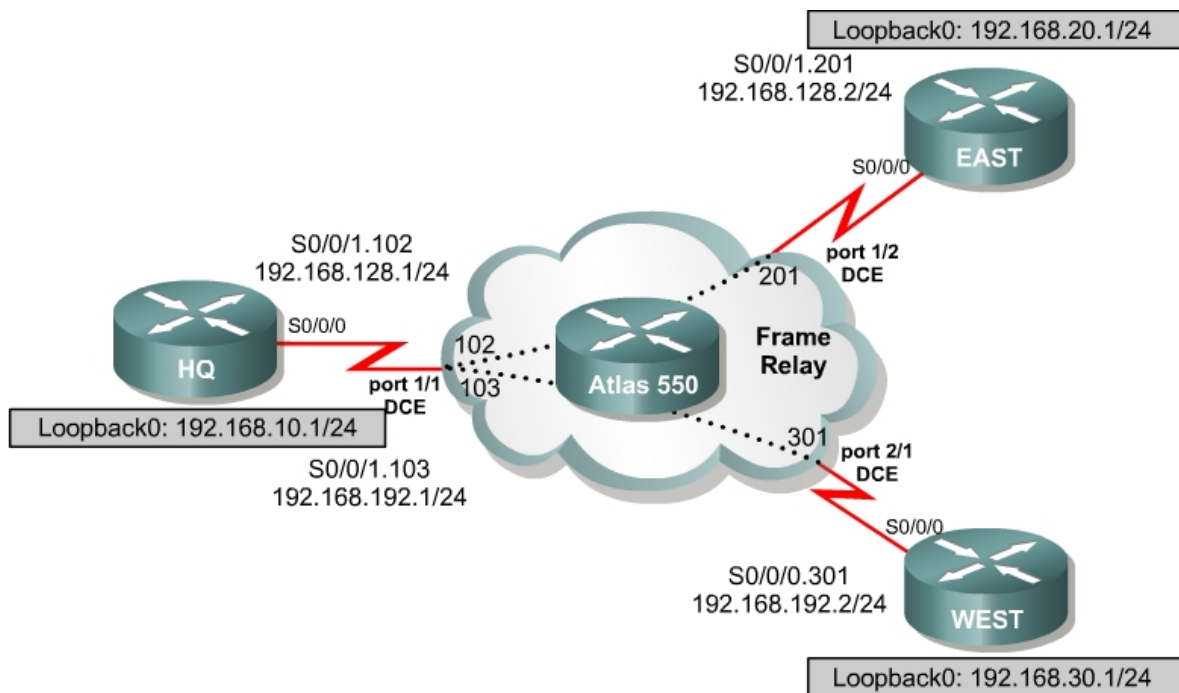 Loopback0: 192.168.20.1/24
S0/0/1.201
192.168.128.2/24
EAST
S0/0/0
port 1/2
DCE
201
S0/0/1.102
192.168.128.1/24
S0/0/0
HQ
port 1/1
DCE
102
103
Atlas 550
Frame
Relay
Loopback0: 192.168.10.1/24
S0/0/1.103
192.168.192.1/24
301
port 2/1
DCE
S0/0/0
S0/0/0.301
192.168.192.2/24
WEST
Loopback0: 192.168.30.1/24